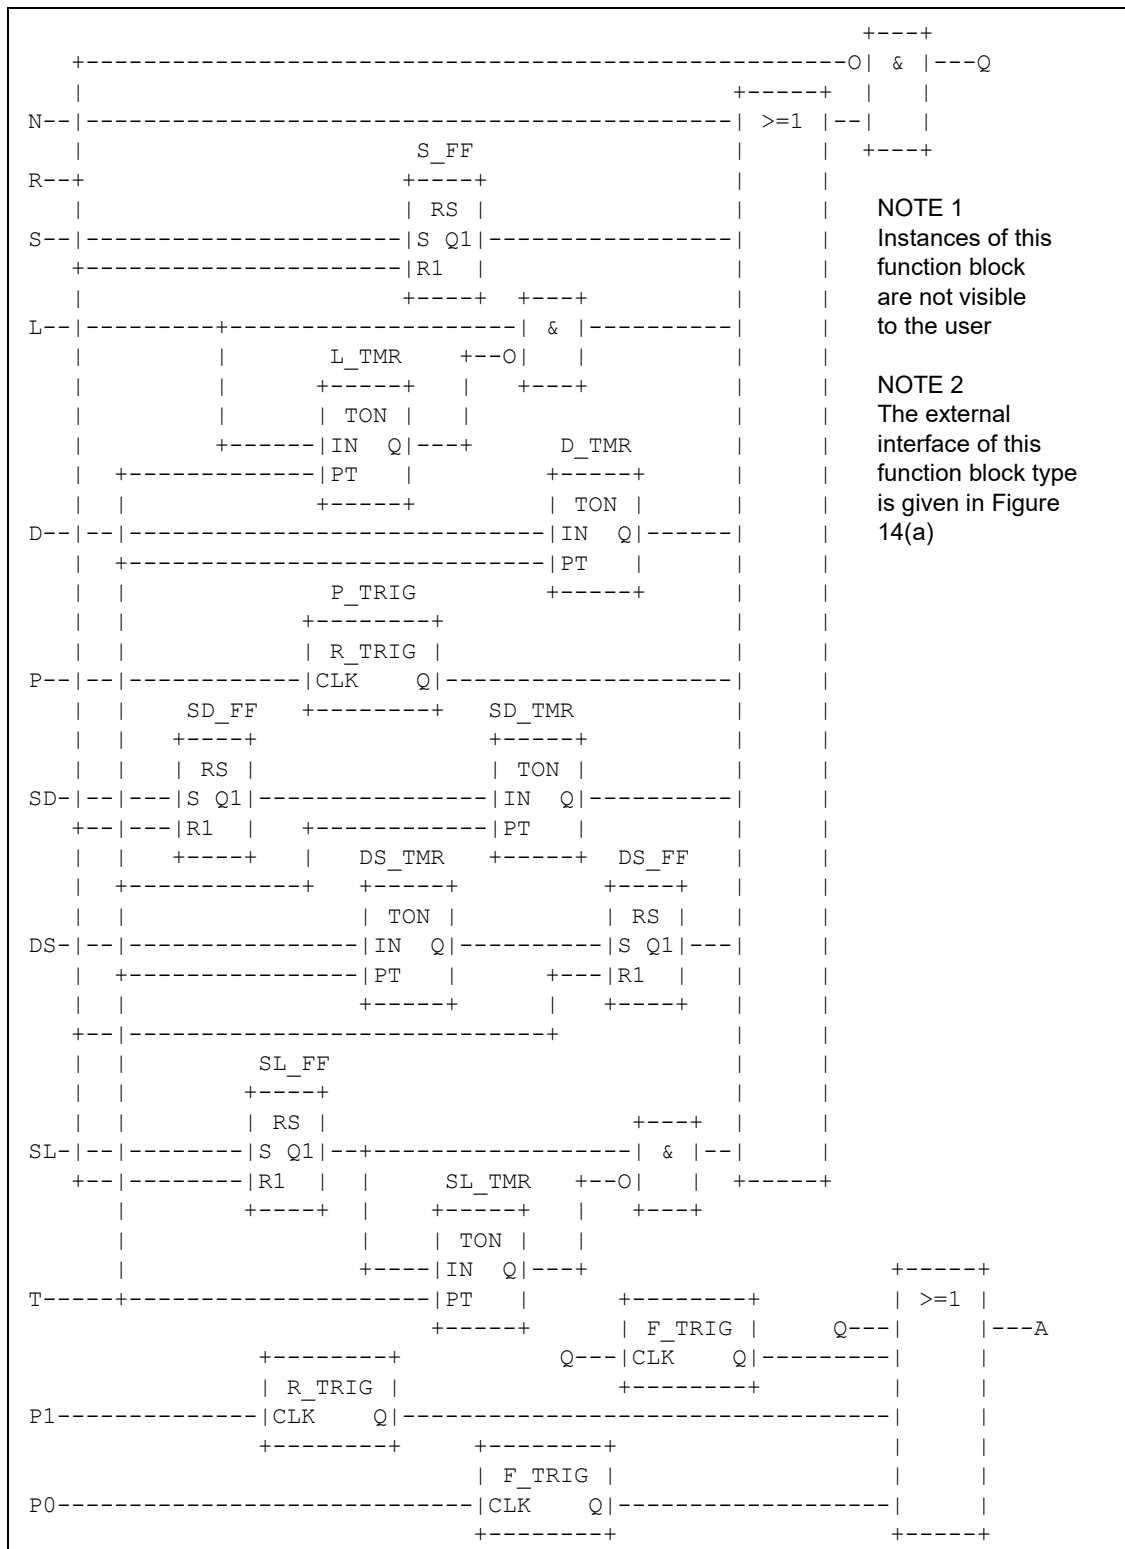 +----+
   +-----------------------------------------------------O| & |---Q
   |                                            +-----+  |    |
N--|--------------------------------------------| >=1 |--|    |
   |                       S_FF                 |     |  +----+
R--+                      +----+                |     |
   |                      | RS |                |     |   NOTE 1
S--|----------------------|S Q1|----------------|     |   Instances of this
   +----------------------|R1  |                |     |   function block
   |                      +----+  +---+         |     |   are not visible
L--|---------+--------------------| & |---------|     |   to the user
   |         |       L_TMR    +--O|   |         |     |
   |         |      +-----+   |   +---+         |     |   NOTE 2
   |         |      | TON |   |                 |     |   The external
   |         +------|IN  Q|---+      D_TMR      |     |   interface of this
   |  +-------------|PT   |         +-----+     |     |   function block type
   |  |             +-----+         | TON |     |     |   is given in Figure
D--|--|-----------------------------|IN  Q|-----|     |   14(a)
   |  +-----------------------------|PT   |     |     |
   |  |              P_TRIG         +-----+     |     |
   |  |            +--------+                   |     |
   |  |            | R_TRIG |                   |     |
P--|--|------------|CLK    Q|-------------------|     |
   |  |    SD_FF   +--------+   SD_TMR          |     |
   |  |   +----+                +-----+         |     |
   |  |   | RS |                | TON |         |     |
SD-|--|---|S Q1|----------------|IN  Q|---------|     |
   +--|---|R1  |   +------------|PT   |         |     |
   |  |   +----+   |   DS_TMR   +-----+  DS_FF  |     |
   |  +------------+   +-----+          +----+  |     |
   |  |                | TON |          | RS |  |     |
DS-|--|----------------|IN  Q|----------|S Q1|--|     |
   |  +----------------|PT   |      +---|R1  |  |     |
   |  |                +-----+      |   +----+  |     |
   +--|-----------------------------+           |     |
   |  |         SL_FF                           |     |
   |  |        +----+                           |     |
   |  |        | RS |                    +----+ |     |
SL-|--|--------|S Q1|--+-----------------| & |--|     |
   +--|--------|R1  |  |    SL_TMR   +--O|   |  +-----+
      |        +----+  |    +-----+  |   +---+
      |                |    | TON |  |
      |                +----|IN  Q|---+                    +-----+
T-----+---------------------|PT   |      +--------+        | >=1 |
                            +-----+      | F_TRIG |    Q---|     |---A
                +--------+           Q---|CLK    Q|--------|     |
                | R_TRIG |               +--------+        |     |
P1--------------|CLK    Q|---------------------------------|     |
                +--------+     +--------+                  |     |
                               | F_TRIG |                  |     |
P0-----------------------------|CLK    Q|------------------|     |
                               +--------+                  +-----+